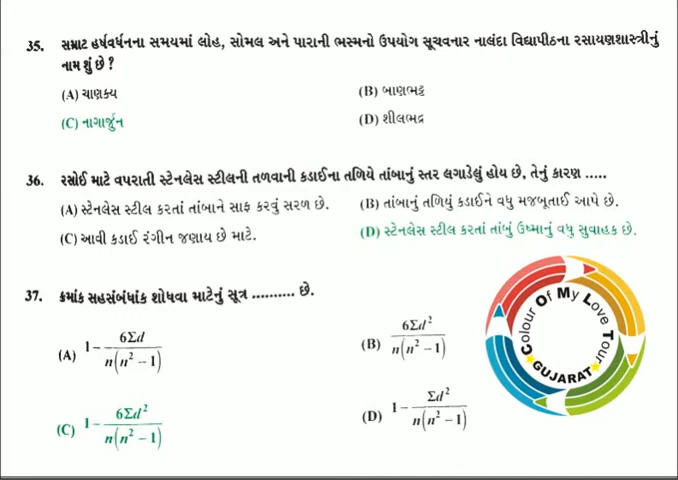 35. સમ્રાટ હર્ષવર્ધનના સમયમાં લોહ, સોમલ અને પારાની ભસ્મનો ઉપયોગ સૂચવનાર નાલંદા વિદ્યાપીઠના રસાયણશાસ્ત્રીનું
નામ શું છે ?
(A) ચાણક્ય (B) બાણભટ્ટ
(C) નાગાર્જુન (D) શીલભદ્ર
36. રસોઈ માટે વપરાતી સ્ટેનલેસ સ્ટીલની તળવાની કડાઈના તળિયે તાંબાનું સ્તર લગાડેલું હોય છે, તેનું કારણ .....
(A) સ્ટેનલેસ સ્ટીલ કરતાં તાંબાને સાફ કરવું સરળ છે. (B) તાંબાનું તળિયું કડાઈને વધુ મજબૂતાઈ આપે છે.
(C) આવી કડાઈ રંગીન જણાય છે માટે. (D) સ્ટેનલેસ સ્ટીલ કરતાં તાંબું ઉષ્માનું વધુ સુવાહક છે.
37. ક્રમાંક સહસંબંધાંક શોધવા માટેનું સૂત્ર .......... છે.
(A) 1 − 6Σd / n(n² − 1) (B) 6Σd² / n(n² − 1)
(C) 1 − 6Σd² / n(n² − 1) (D) 1 − Σd² / n(n² − 1)
Colour Of My Love Tour
GUJARAT